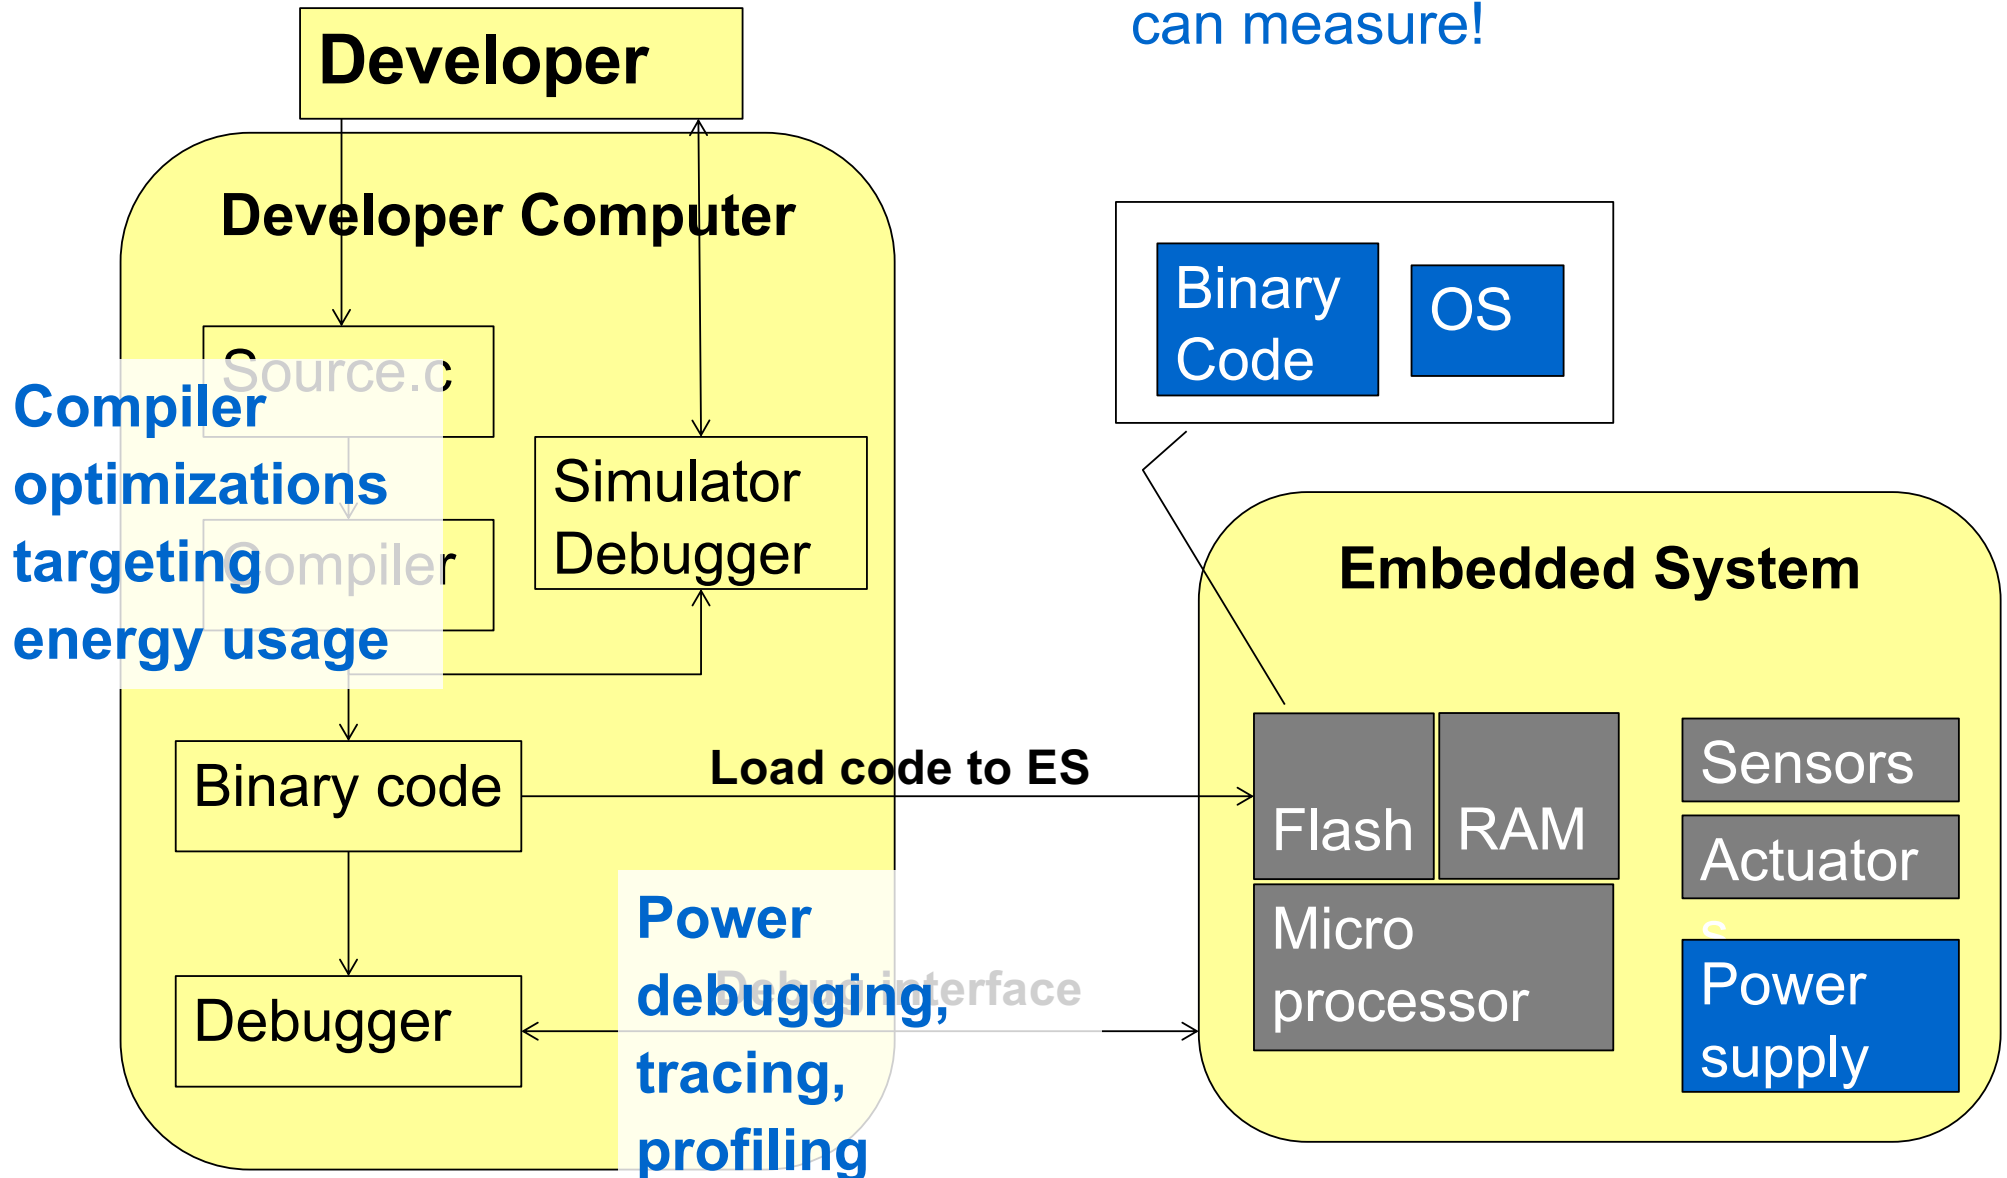 can measure!
Developer
Developer Computer
Source.c
Compiler
optimizations
targeting
energy usage
Compiler
Simulator
Debugger
Binary code
Debugger
Load code to ES
Debug interface
Power
debugging,
tracing,
profiling
Binary
Code
OS
Embedded System
Flash
RAM
Micro
processor
Sensors
Actuator
s
Power
supply